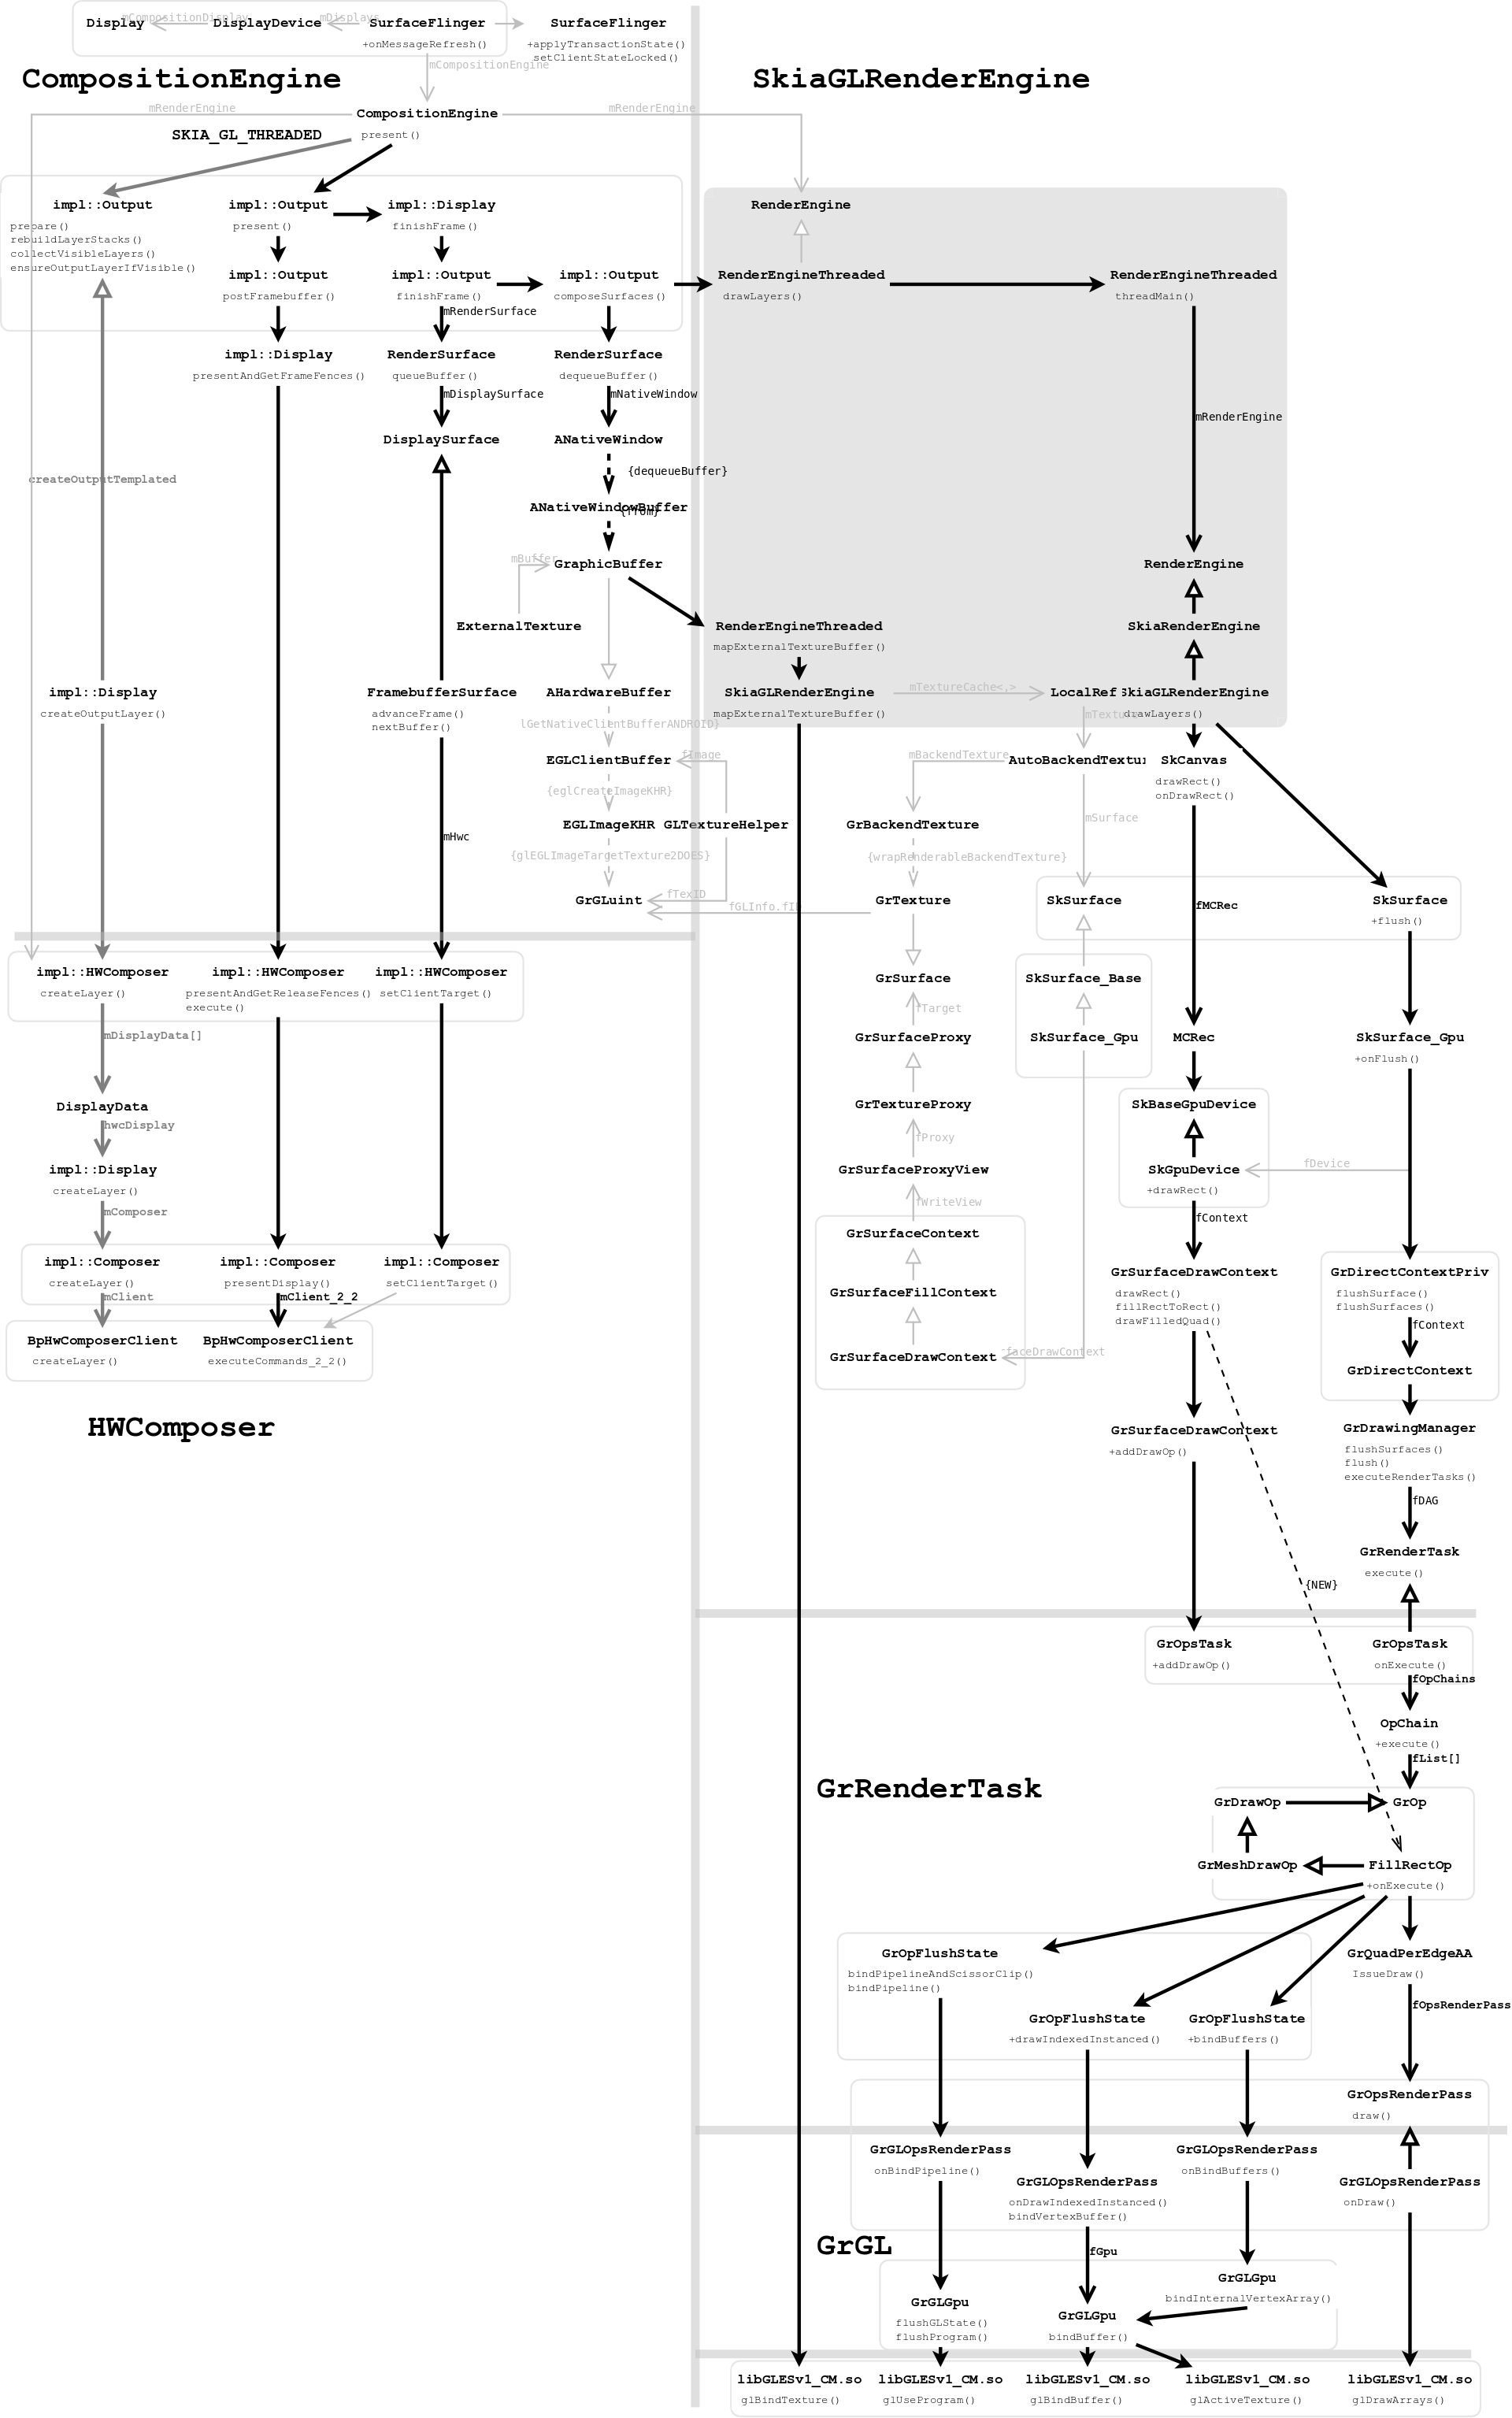 mCompositionDisplay
mDisplays
Display
DisplayDevice
SurfaceFlinger
+onMessageRefresh()
SurfaceFlinger
+applyTransactionState()
setClientStateLocked()
mCompositionEngine
CompositionEngine
SkiaGLRenderEngine
mRenderEngine
mRenderEngine
CompositionEngine
present()
SKIA_GL_THREADED
impl::Output
prepare()
rebuildLayerStacks()
collectVisibleLayers()
ensureOutputLayerIfVisible()
impl::Output
present()
impl::Display
finishFrame()
RenderEngine
impl::Output
postFramebuffer()
impl::Output
finishFrame()
mRenderSurface
impl::Output
composeSurfaces()
RenderEngineThreaded
drawLayers()
RenderEngineThreaded
threadMain()
impl::Display
presentAndGetFrameFences()
RenderSurface
queueBuffer()
mDisplaySurface
RenderSurface
dequeueBuffer()
mNativeWindow
mRenderEngine
DisplaySurface
ANativeWindow
{dequeueBuffer}
createOutputTemplated
ANativeWindowBuffer
{from}
mBuffer
GraphicBuffer
RenderEngine
ExternalTexture
RenderEngineThreaded
mapExternalTextureBuffer()
SkiaRenderEngine
impl::Display
createOutputLayer()
FramebufferSurface
advanceFrame()
nextBuffer()
AHardwareBuffer
SkiaGLRenderEngine
mapExternalTextureBuffer()
mTextureCache<,>
LocalRef
SkiaGLRenderEngine
drawLayers()
lGetNativeClientBufferANDROID}
mTexture
mBackendTexture
EGLClientBuffer
fImage
AutoBackendTextur
SkCanvas
drawRect()
onDrawRect()
{eglCreateImageKHR}
mHwc
EGLImageKHR
GLTextureHelper
GrBackendTexture
mSurface
{glEGLImageTargetTexture2DOES}
{wrapRenderableBackendTexture}
GrGLuint
fTexID
fGLInfo.fID
GrTexture
SkSurface
fMCRec
SkSurface
+flush()
impl::HWComposer
createLayer()
impl::HWComposer
presentAndGetReleaseFences()
execute()
impl::HWComposer
setClientTarget()
GrSurface
SkSurface_Base
fTarget
mDisplayData[]
GrSurfaceProxy
SkSurface_Gpu
MCRec
SkSurface_Gpu
+onFlush()
DisplayData
hwcDisplay
GrTextureProxy
SkBaseGpuDevice
fProxy
impl::Display
createLayer()
mComposer
GrSurfaceProxyView
SkGpuDevice
+drawRect()
fDevice
fWriteView
fContext
GrSurfaceContext
impl::Composer
createLayer()
mClient
impl::Composer
presentDisplay()
mClient_2_2
impl::Composer
setClientTarget()
GrSurfaceFillContext
GrSurfaceDrawContext
drawRect()
fillRectToRect()
drawFilledQuad()
GrDirectContextPriv
flushSurface()
flushSurfaces()
fContext
BpHwComposerClient
createLayer()
BpHwComposerClient
executeCommands_2_2()
GrSurfaceDrawContext
faceDrawContext
GrDirectContext
HWComposer
GrSurfaceDrawContext
+addDrawOp()
GrDrawingManager
flushSurfaces()
flush()
executeRenderTasks()
fDAG
GrRenderTask
execute()
{NEW}
GrOpsTask
+addDrawOp()
GrOpsTask
onExecute()
fOpChains
OpChain
+execute()
fList[]
GrRenderTask
GrDrawOp
GrOp
GrMeshDrawOp
FillRectOp
+onExecute()
GrOpFlushState
bindPipelineAndScissorClip()
bindPipeline()
GrQuadPerEdgeAA
IssueDraw()
fOpsRenderPass
GrOpFlushState
+drawIndexedInstanced()
GrOpFlushState
+bindBuffers()
GrOpsRenderPass
draw()
GrGLOpsRenderPass
onBindPipeline()
GrGLOpsRenderPass
onDrawIndexedInstanced()
bindVertexBuffer()
GrGLOpsRenderPass
onBindBuffers()
GrGLOpsRenderPass
onDraw()
GrGL
fGpu
GrGLGpu
flushGLState()
flushProgram()
GrGLGpu
bindBuffer()
GrGLGpu
bindInternalVertexArray()
libGLESv1_CM.so
glBindTexture()
libGLESv1_CM.so
glUseProgram()
libGLESv1_CM.so
glBindBuffer()
libGLESv1_CM.so
glActiveTexture()
libGLESv1_CM.so
glDrawArrays()